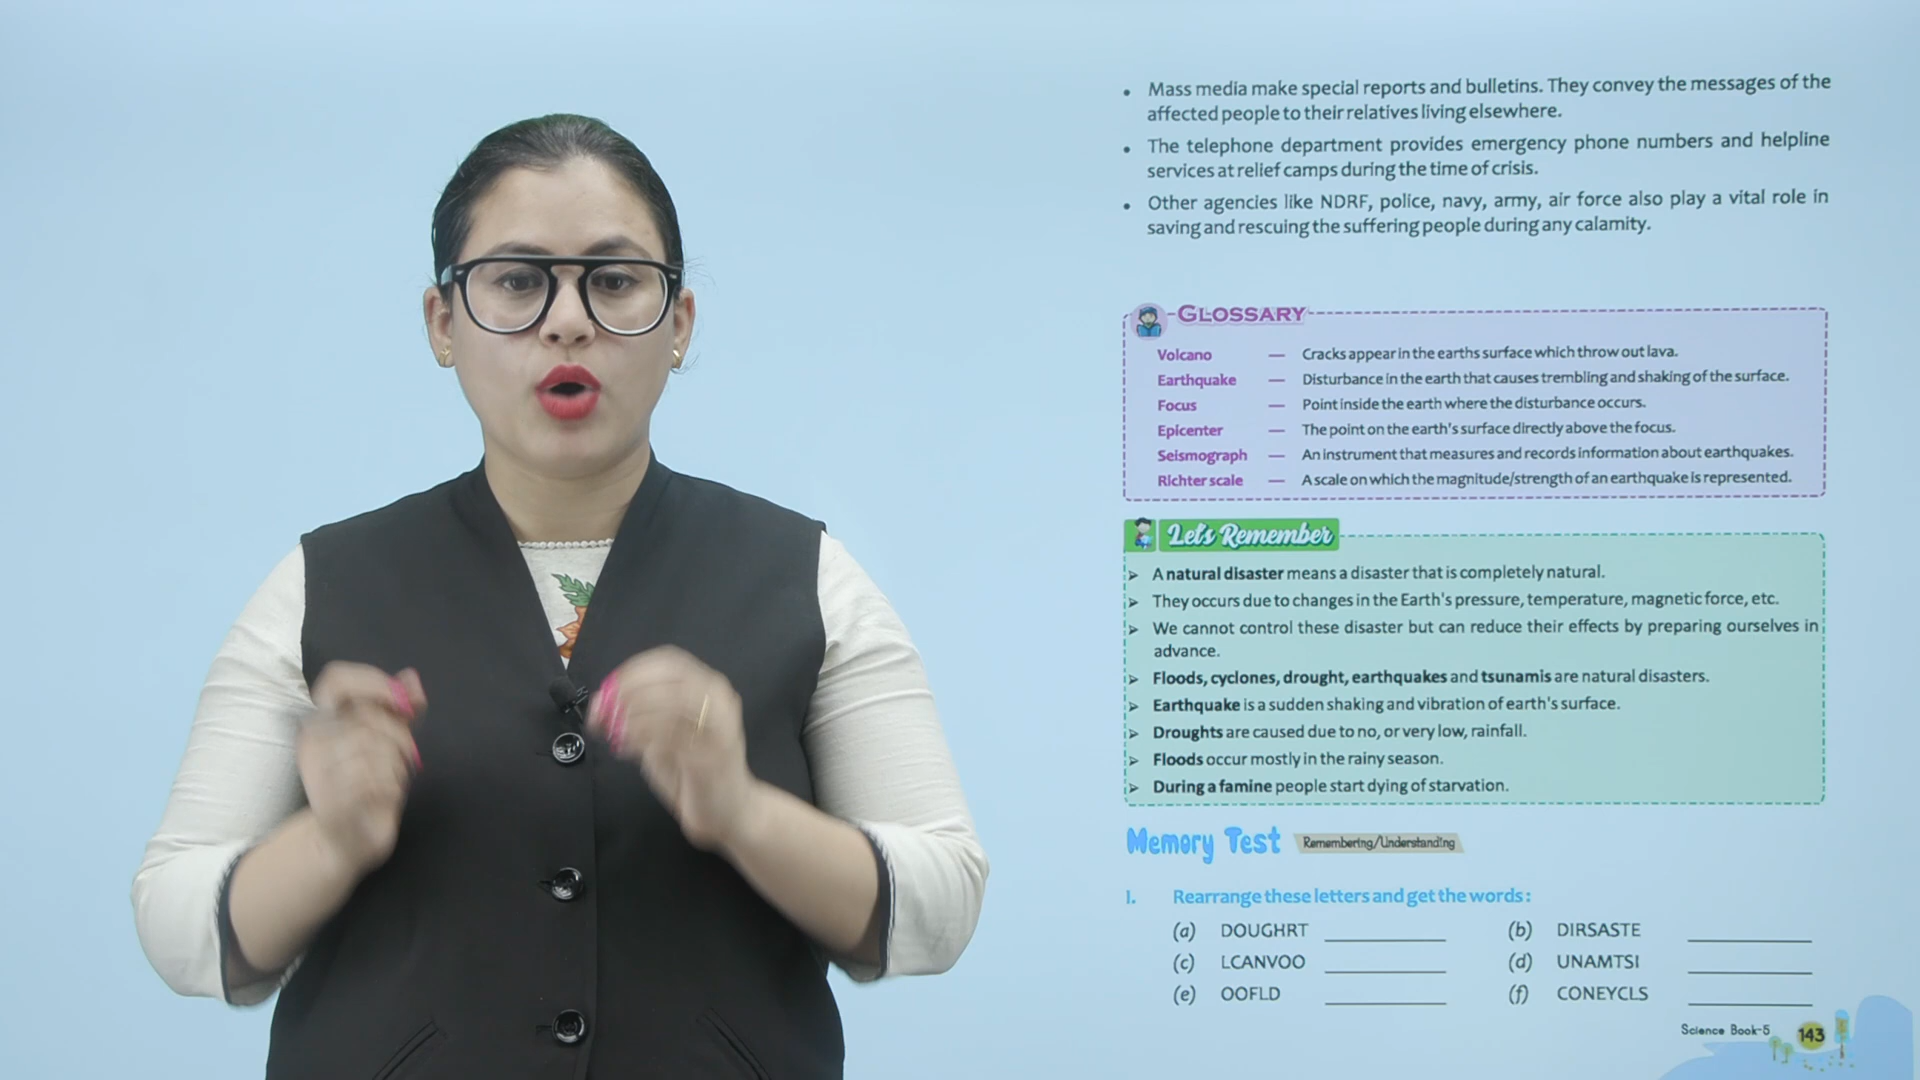 • Mass media make special reports and bulletins. They convey the messages of the
affected people to their relatives living elsewhere.
• The telephone department provides emergency phone numbers and helpline
services at relief camps during the time of crisis.
• Other agencies like NDRF, police, navy, army, air force also play a vital role in
saving and rescuing the suffering people during any calamity.
GLOSSARY
Volcano — Cracks appear in the earths surface which throw out lava.
Earthquake — Disturbance in the earth that causes trembling and shaking of the surface.
Focus — Point inside the earth where the disturbance occurs.
Epicenter — The point on the earth's surface directly above the focus.
Seismograph — An instrument that measures and records information about earthquakes.
Richter scale — A scale on which the magnitude/strength of an earthquake is represented.
Let's Remember
➢ A natural disaster means a disaster that is completely natural.
➢ They occurs due to changes in the Earth's pressure, temperature, magnetic force, etc.
➢ We cannot control these disaster but can reduce their effects by preparing ourselves in
advance.
➢ Floods, cyclones, drought, earthquakes and tsunamis are natural disasters.
➢ Earthquake is a sudden shaking and vibration of earth's surface.
➢ Droughts are caused due to no, or very low, rainfall.
➢ Floods occur mostly in the rainy season.
➢ During a famine people start dying of starvation.
Memory Test Remembering/Understanding
I. Rearrange these letters and get the words:
(a) DOUGHRT __________ (b) DIRSASTE __________
(c) LCANVOO __________ (d) UNAMTSI __________
(e) OOFLD __________ (f) CONEYCLS __________
Science Book-5 143